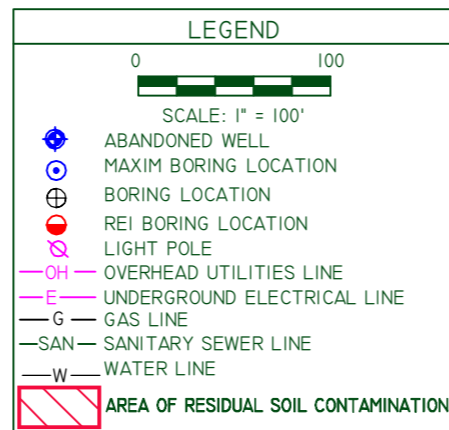 LEGEND
0 100
SCALE: 1" = 100'
ABANDONED WELL
MAXIM BORING LOCATION
BORING LOCATION
REI BORING LOCATION
LIGHT POLE
OH OVERHEAD UTILITIES LINE
E UNDERGROUND ELECTRICAL LINE
G GAS LINE
SAN SANITARY SEWER LINE
W WATER LINE
AREA OF RESIDUAL SOIL CONTAMINATION